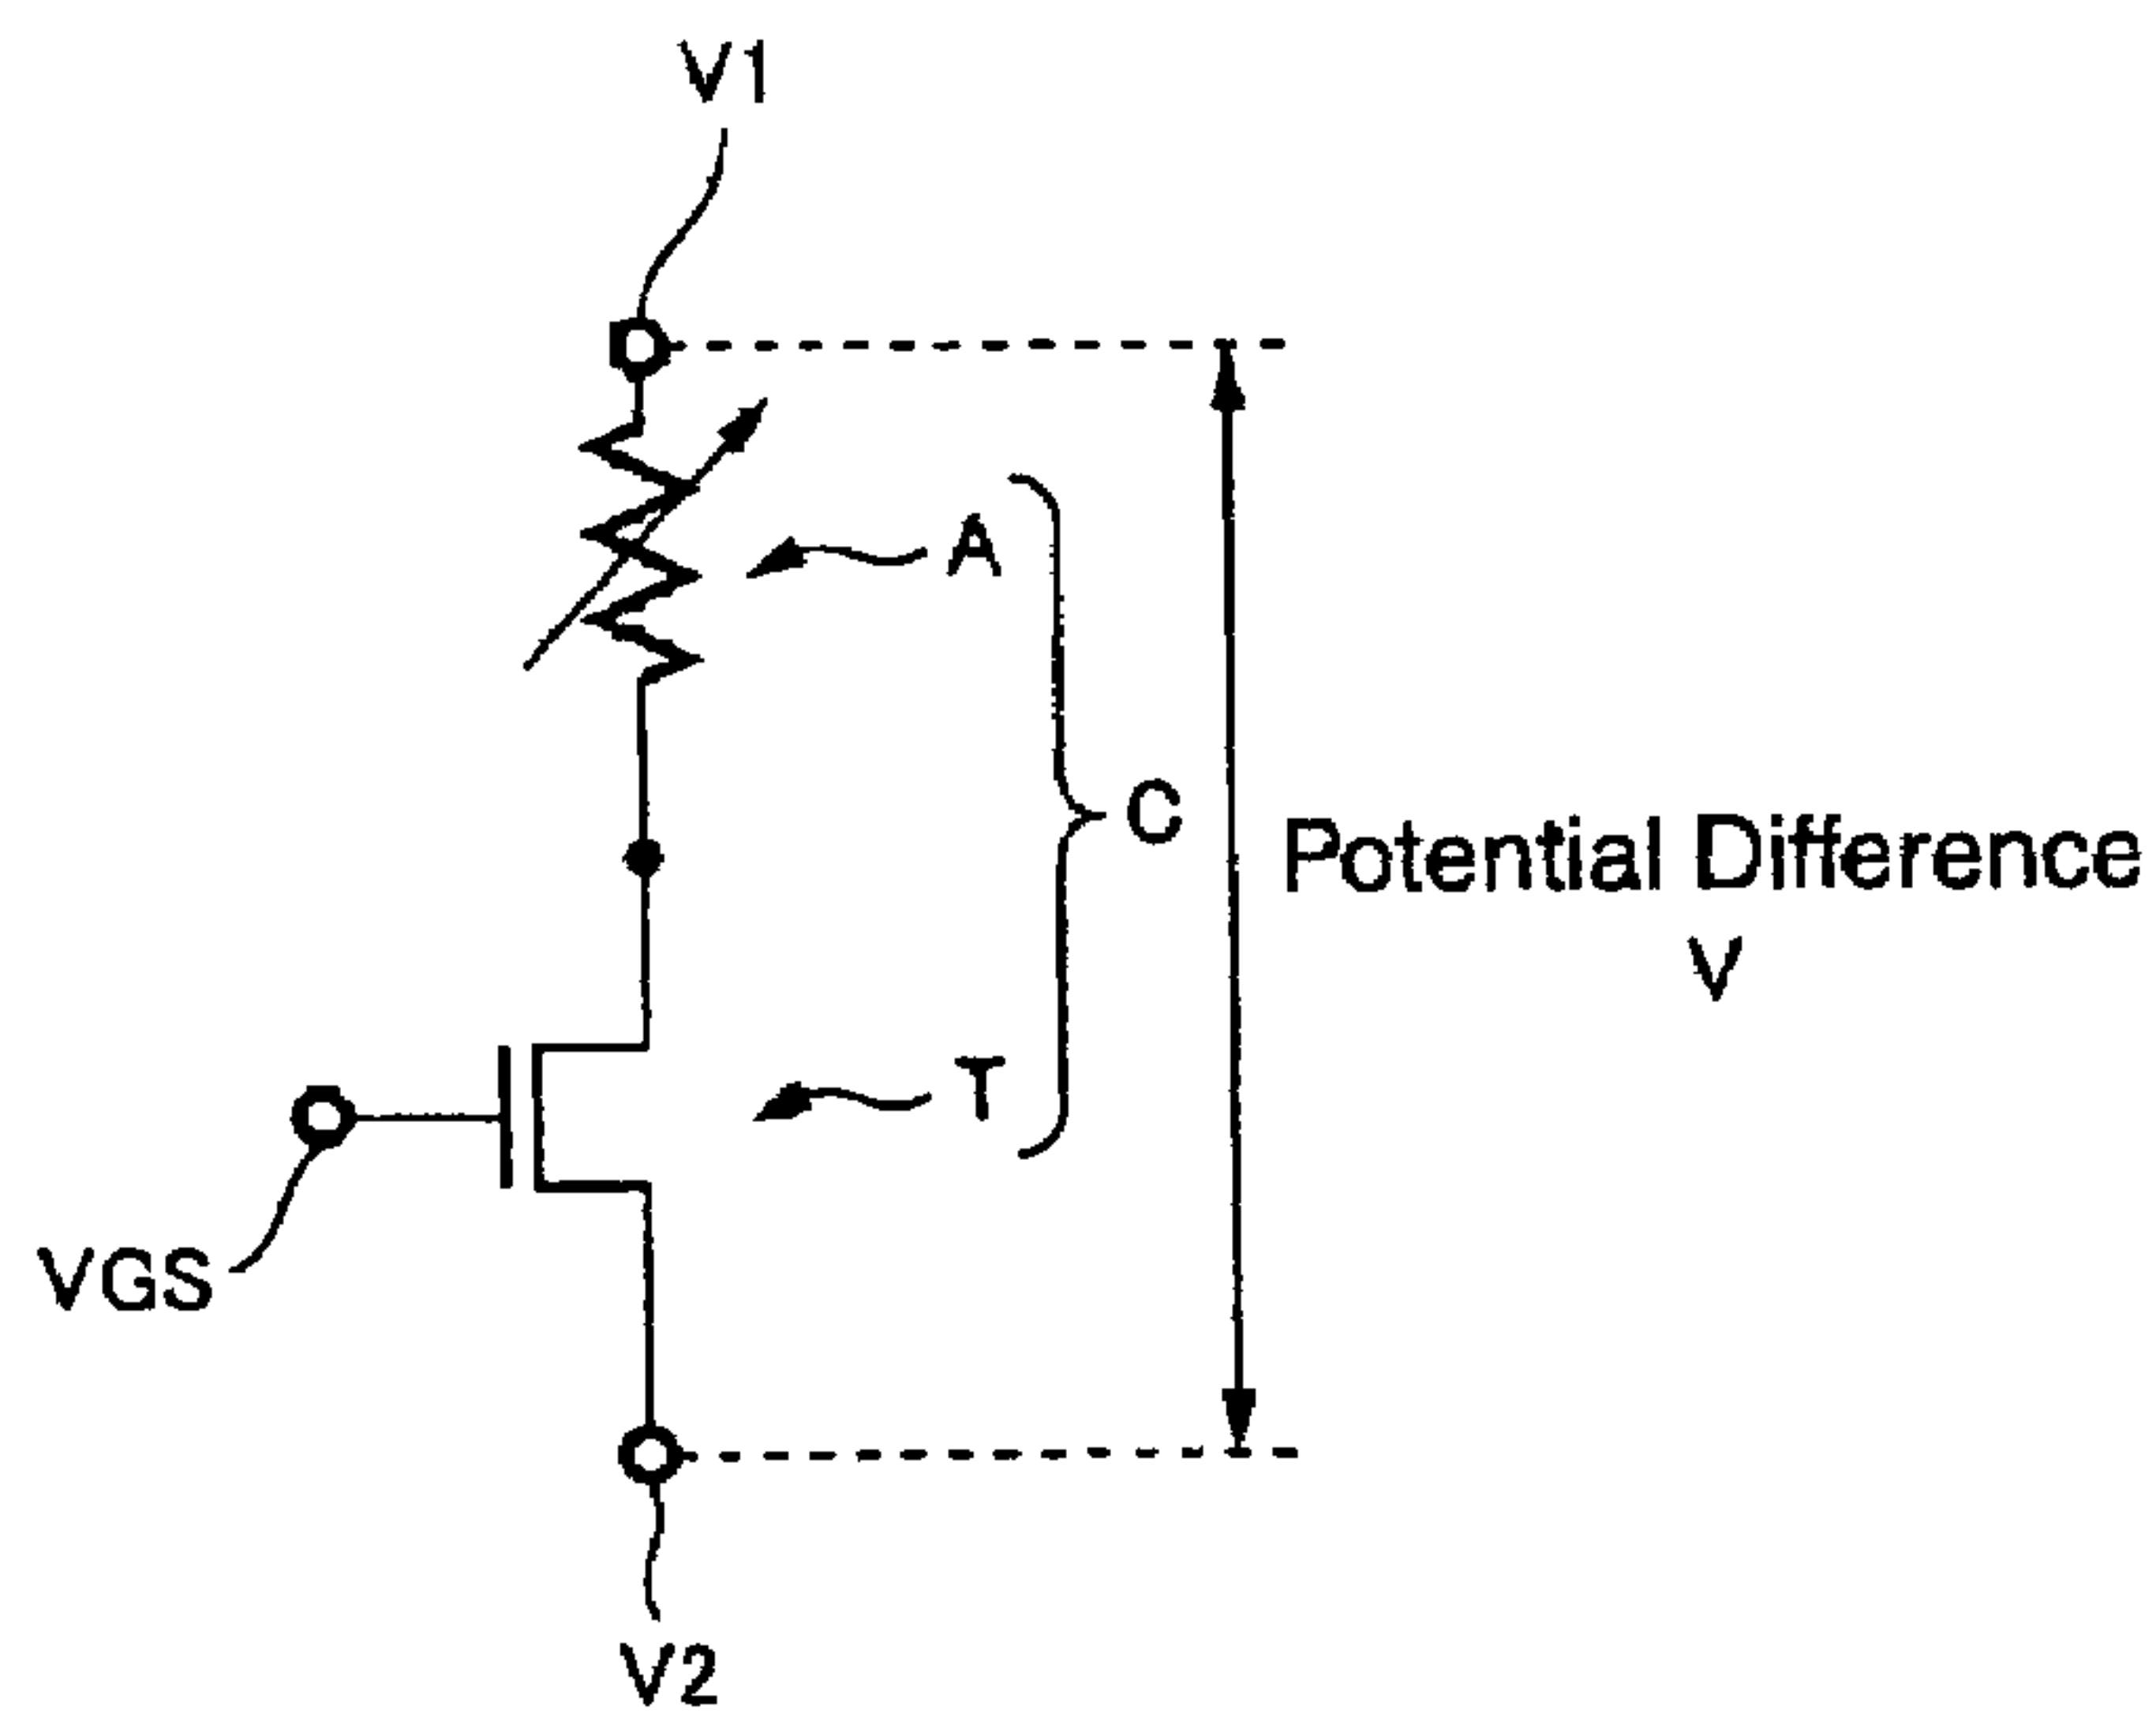 V1
A
C
Potential Difference
V
T
VGS
V2